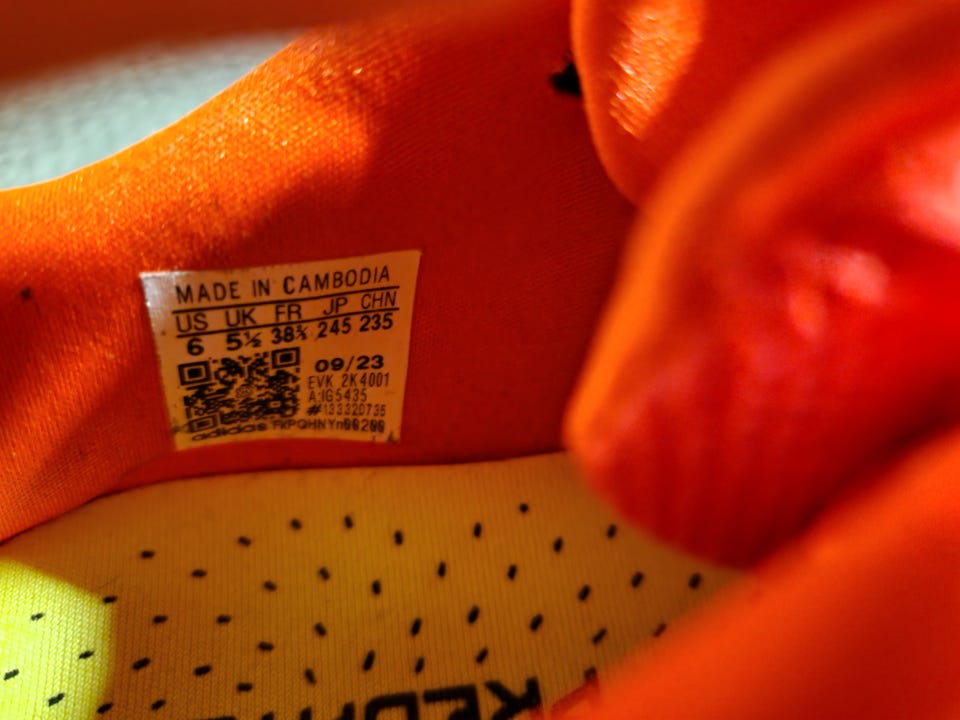 MADE IN CAMBODIA
US UK FR JP CHN
6 5½ 38⅔ 245 235
09/23
EVK 2K4001
A:IG5435
#133320735
adidas FKPQHNYn00200